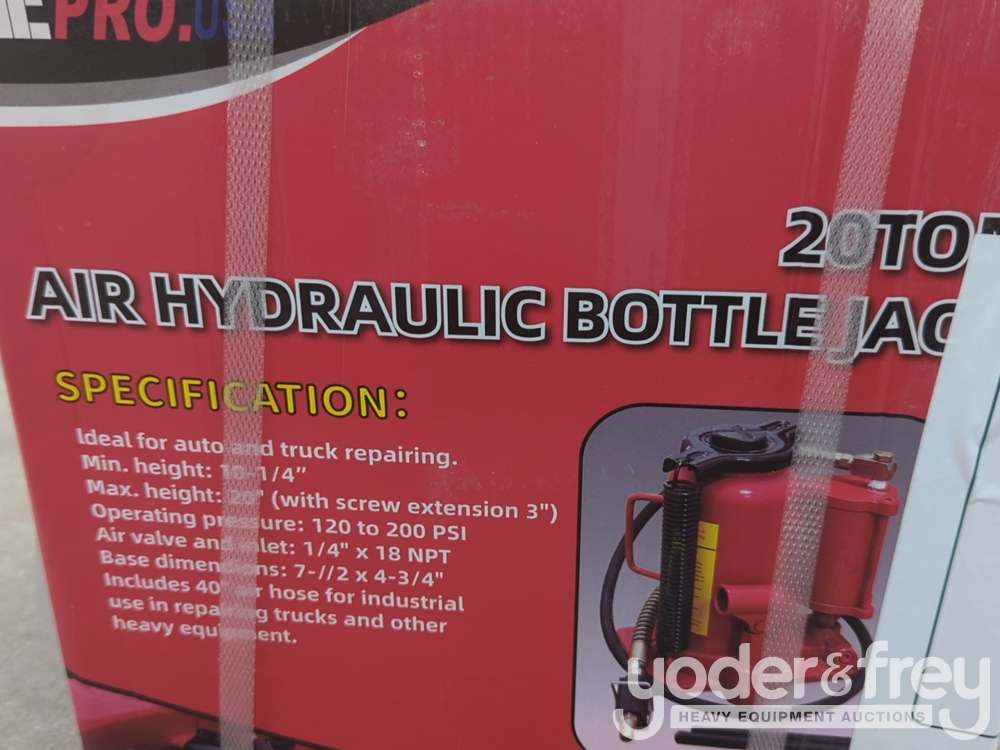 PRO.USA
20TON
AIR HYDRAULIC BOTTLE JAC
SPECIFICATION:
Ideal for auto and truck repairing.
Min. height: 10-1/4"
Max. height: 20" (with screw extension 3")
Operating pressure: 120 to 200 PSI
Air valve and inlet: 1/4" x 18 NPT
Base dimensions: 7-//2 x 4-3/4"
Includes 40" air hose for industrial
use in repairing trucks and other
heavy equipment.
yoder&frey
HEAVY EQUIPMENT AUCTIONS